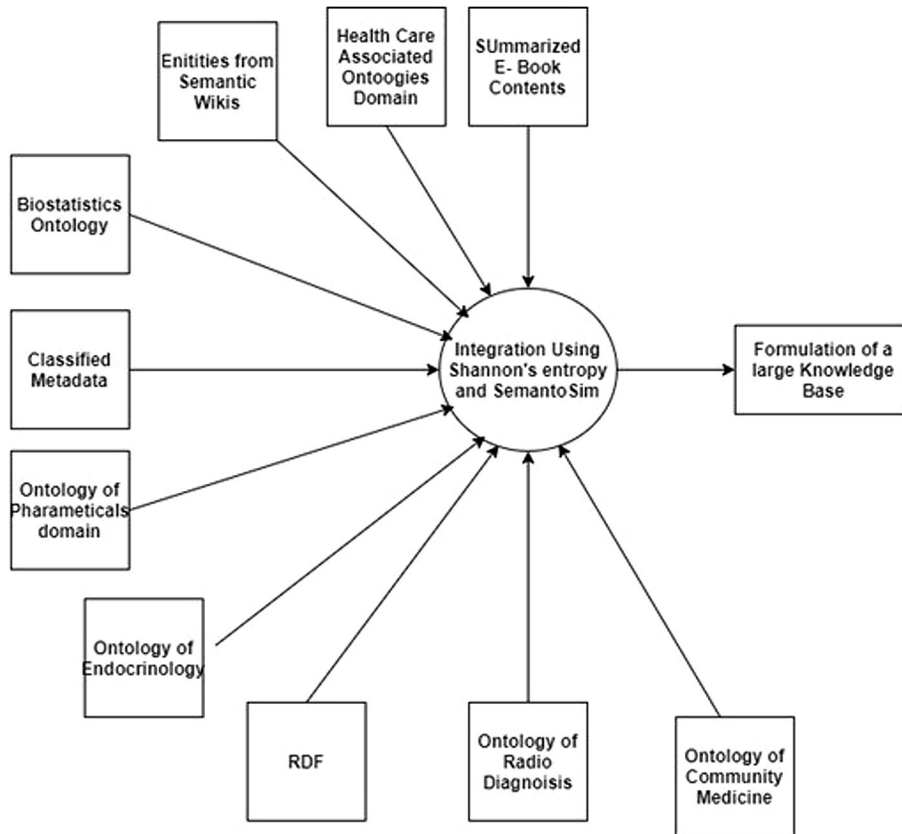 Enitities from
Semantic
Wikis
Health Care
Associated
Ontoogies
Domain
SUmmarized
E- Book
Contents
Biostatistics
Ontology
Classified
Metadata
Integration Using
Shannon's entropy
and SemantoSim
Formulation of a
large Knowledge
Base
Ontology of
Pharameticals
domain
Ontology of
Endocrinology
RDF
Ontology of
Radio
Diagnoisis
Ontology of
Community
Medicine